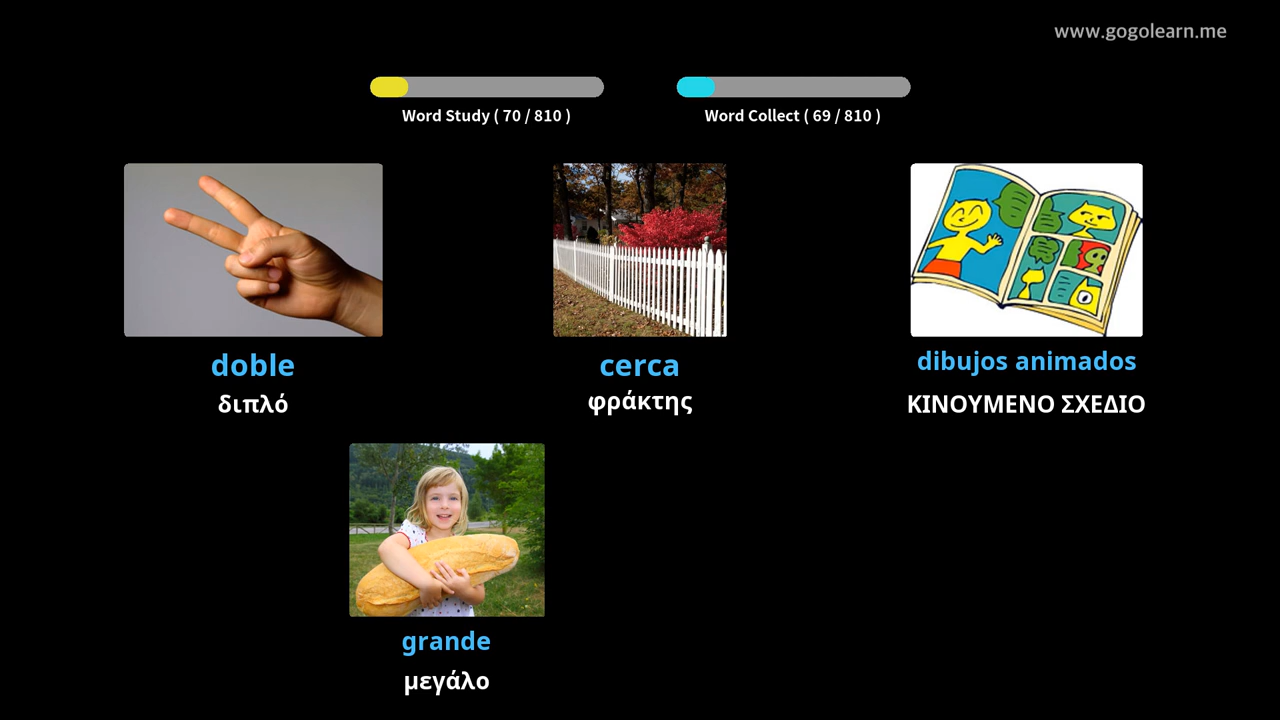 www.gogolearn.me
Word Study ( 70 / 810 )
Word Collect ( 69 / 810 )
doble
διπλό
cerca
φράκτης
dibujos animados
ΚΙΝΟΥΜΕΝΟ ΣΧΕΔΙΟ
grande
μεγάλο